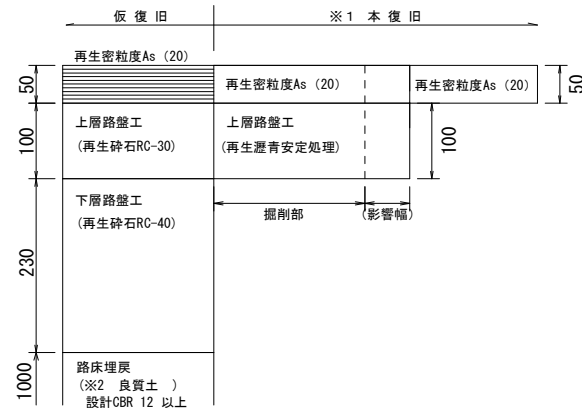 仮 復 旧
※１ 本 復 旧
再生密粒度As（20）
50
再生密粒度As（20）
再生密粒度As（20）
50
100
上層路盤工
（再生砕石RC-30）
上層路盤工
（再生瀝青安定処理）
100
230
下層路盤工
（再生砕石RC-40）
掘削部
（影響幅）
1000
路床埋戻
（※2 良質土 ）
設計CBR 12 以上